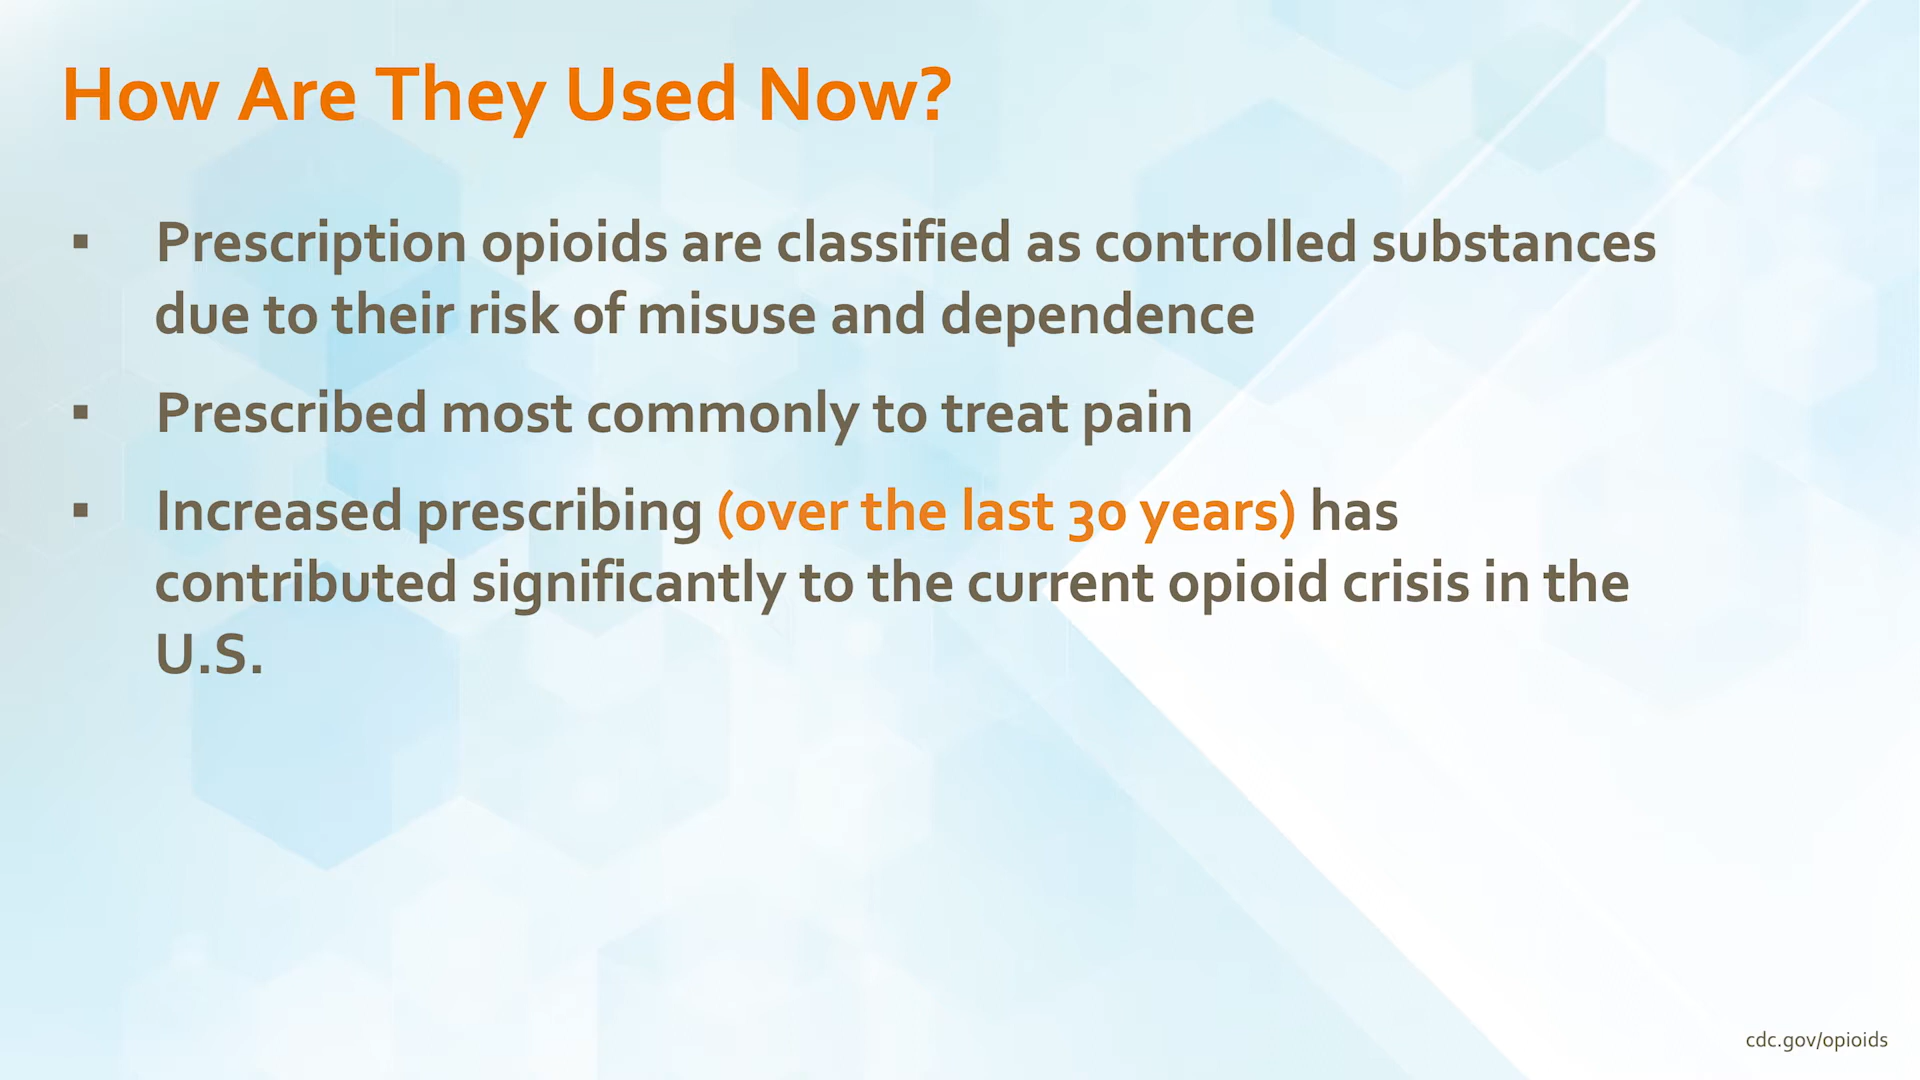 How Are They Used Now?
▪ Prescription opioids are classified as controlled substances
due to their risk of misuse and dependence
▪ Prescribed most commonly to treat pain
▪ Increased prescribing (over the last 30 years) has
contributed significantly to the current opioid crisis in the
U.S.
cdc.gov/opioids